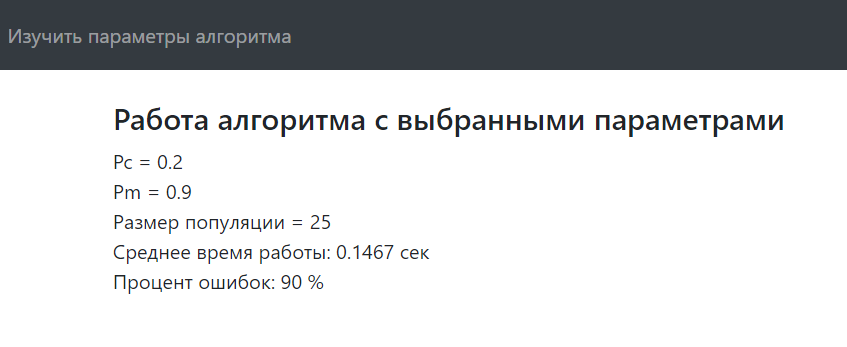 Изучить параметры алгоритма
Работа алгоритма с выбранными параметрами
Pc = 0.2
Pm = 0.9
Размер популяции = 25
Среднее время работы: 0.1467 сек
Процент ошибок: 90 %